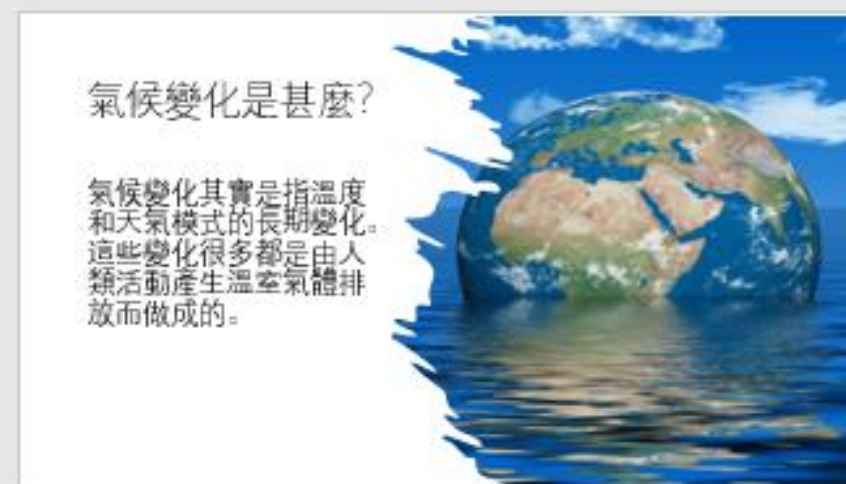 氣候變化是甚麼?
氣候變化其實是指溫度
和天氣模式的長期變化。
這些變化很多都是由人
類活動產生溫室氣體排
放而做成的。